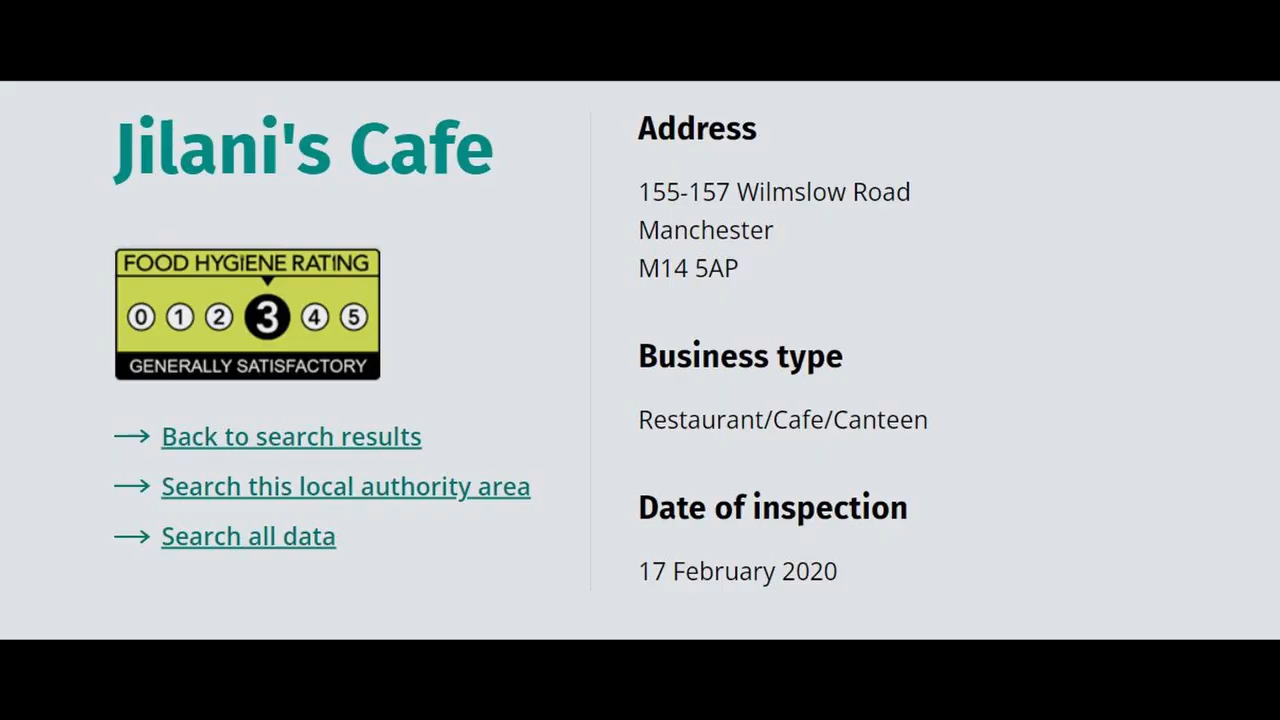 Jilani's Cafe
FOOD HYGIENE RATING
0 1 2 3 4 5
GENERALLY SATISFACTORY
Back to search results
Search this local authority area
Search all data
Address
155-157 Wilmslow Road
Manchester
M14 5AP
Business type
Restaurant/Cafe/Canteen
Date of inspection
17 February 2020